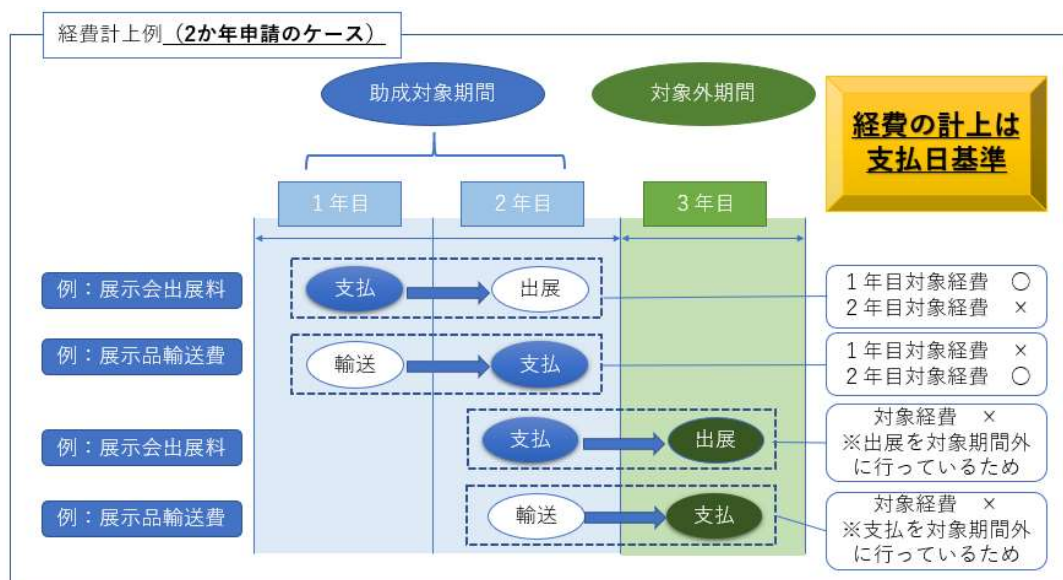 経費計上例（2か年申請のケース）
助成対象期間
対象外期間
経費の計上は
支払日基準
１年目
２年目
３年目
例：展示会出展料
支払
出展
１年目対象経費　○
２年目対象経費　×
例：展示品輸送費
輸送
支払
１年目対象経費　×
２年目対象経費　○
例：展示会出展料
支払
出展
対象経費　×
※出展を対象期間外
に行っているため
例：展示品輸送費
輸送
支払
対象経費　×
※支払を対象期間外
に行っているため